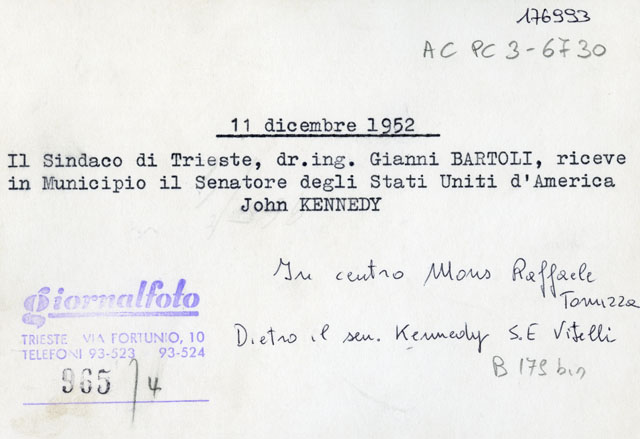 176993
AC PC 3-6730
11 dicembre 1952
Il Sindaco di Trieste, dr.ing. Gianni BARTOLI, riceve
in Municipio il Senatore degli Stati Uniti d'America
John KENNEDY
In centro Mons Raffaele
Tomizza
Dietro il sen. Kennedy S.E Vitelli
B 179 bis
giornalfoto
TRIESTE VIA FORTUNIO, 10
TELEFONI 93-523 93-524
965/4